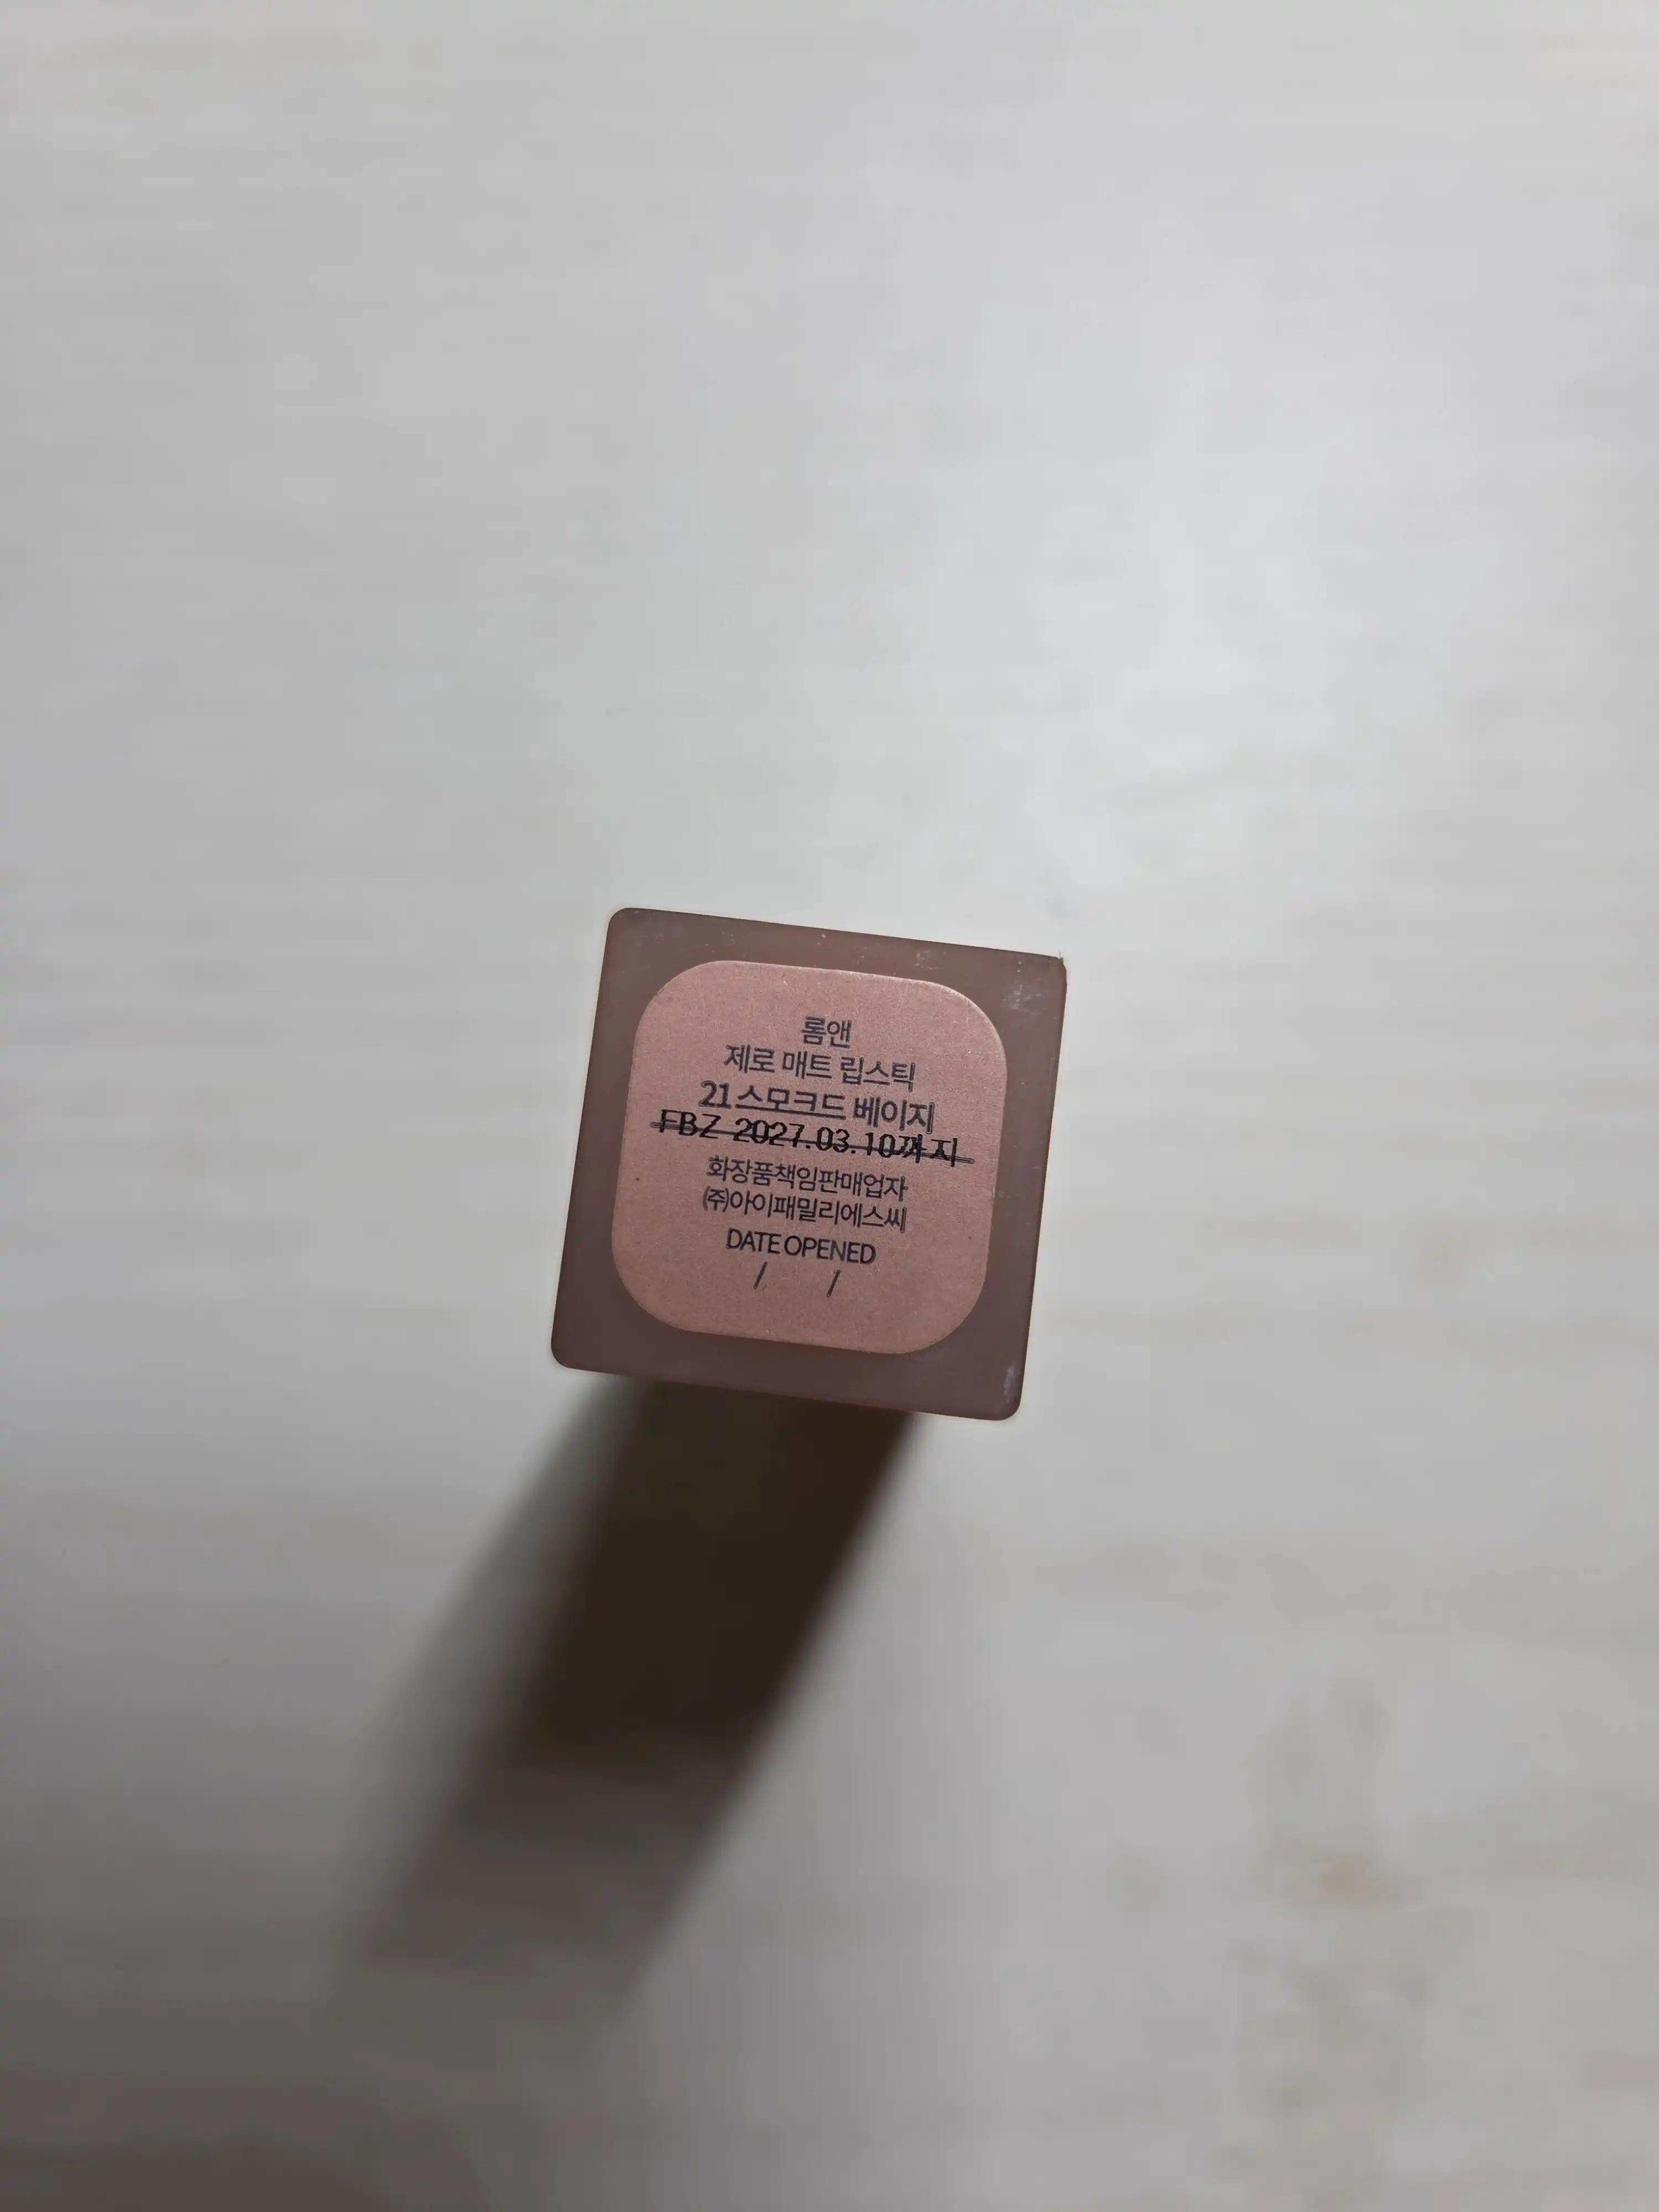 롬앤
제로 매트 립스틱
21 스모크드 베이지
FBZ 2027.03.10까지
화장품책임판매업자
㈜아이패밀리에스씨
DATE OPENED
/ /